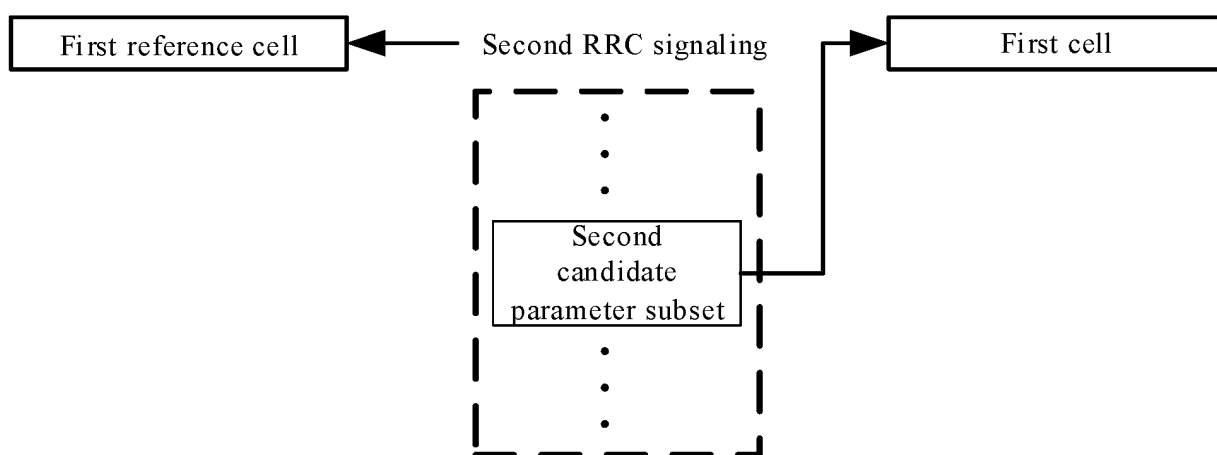 First reference cell
Second RRC signaling
First cell
Second
candidate
parameter subset